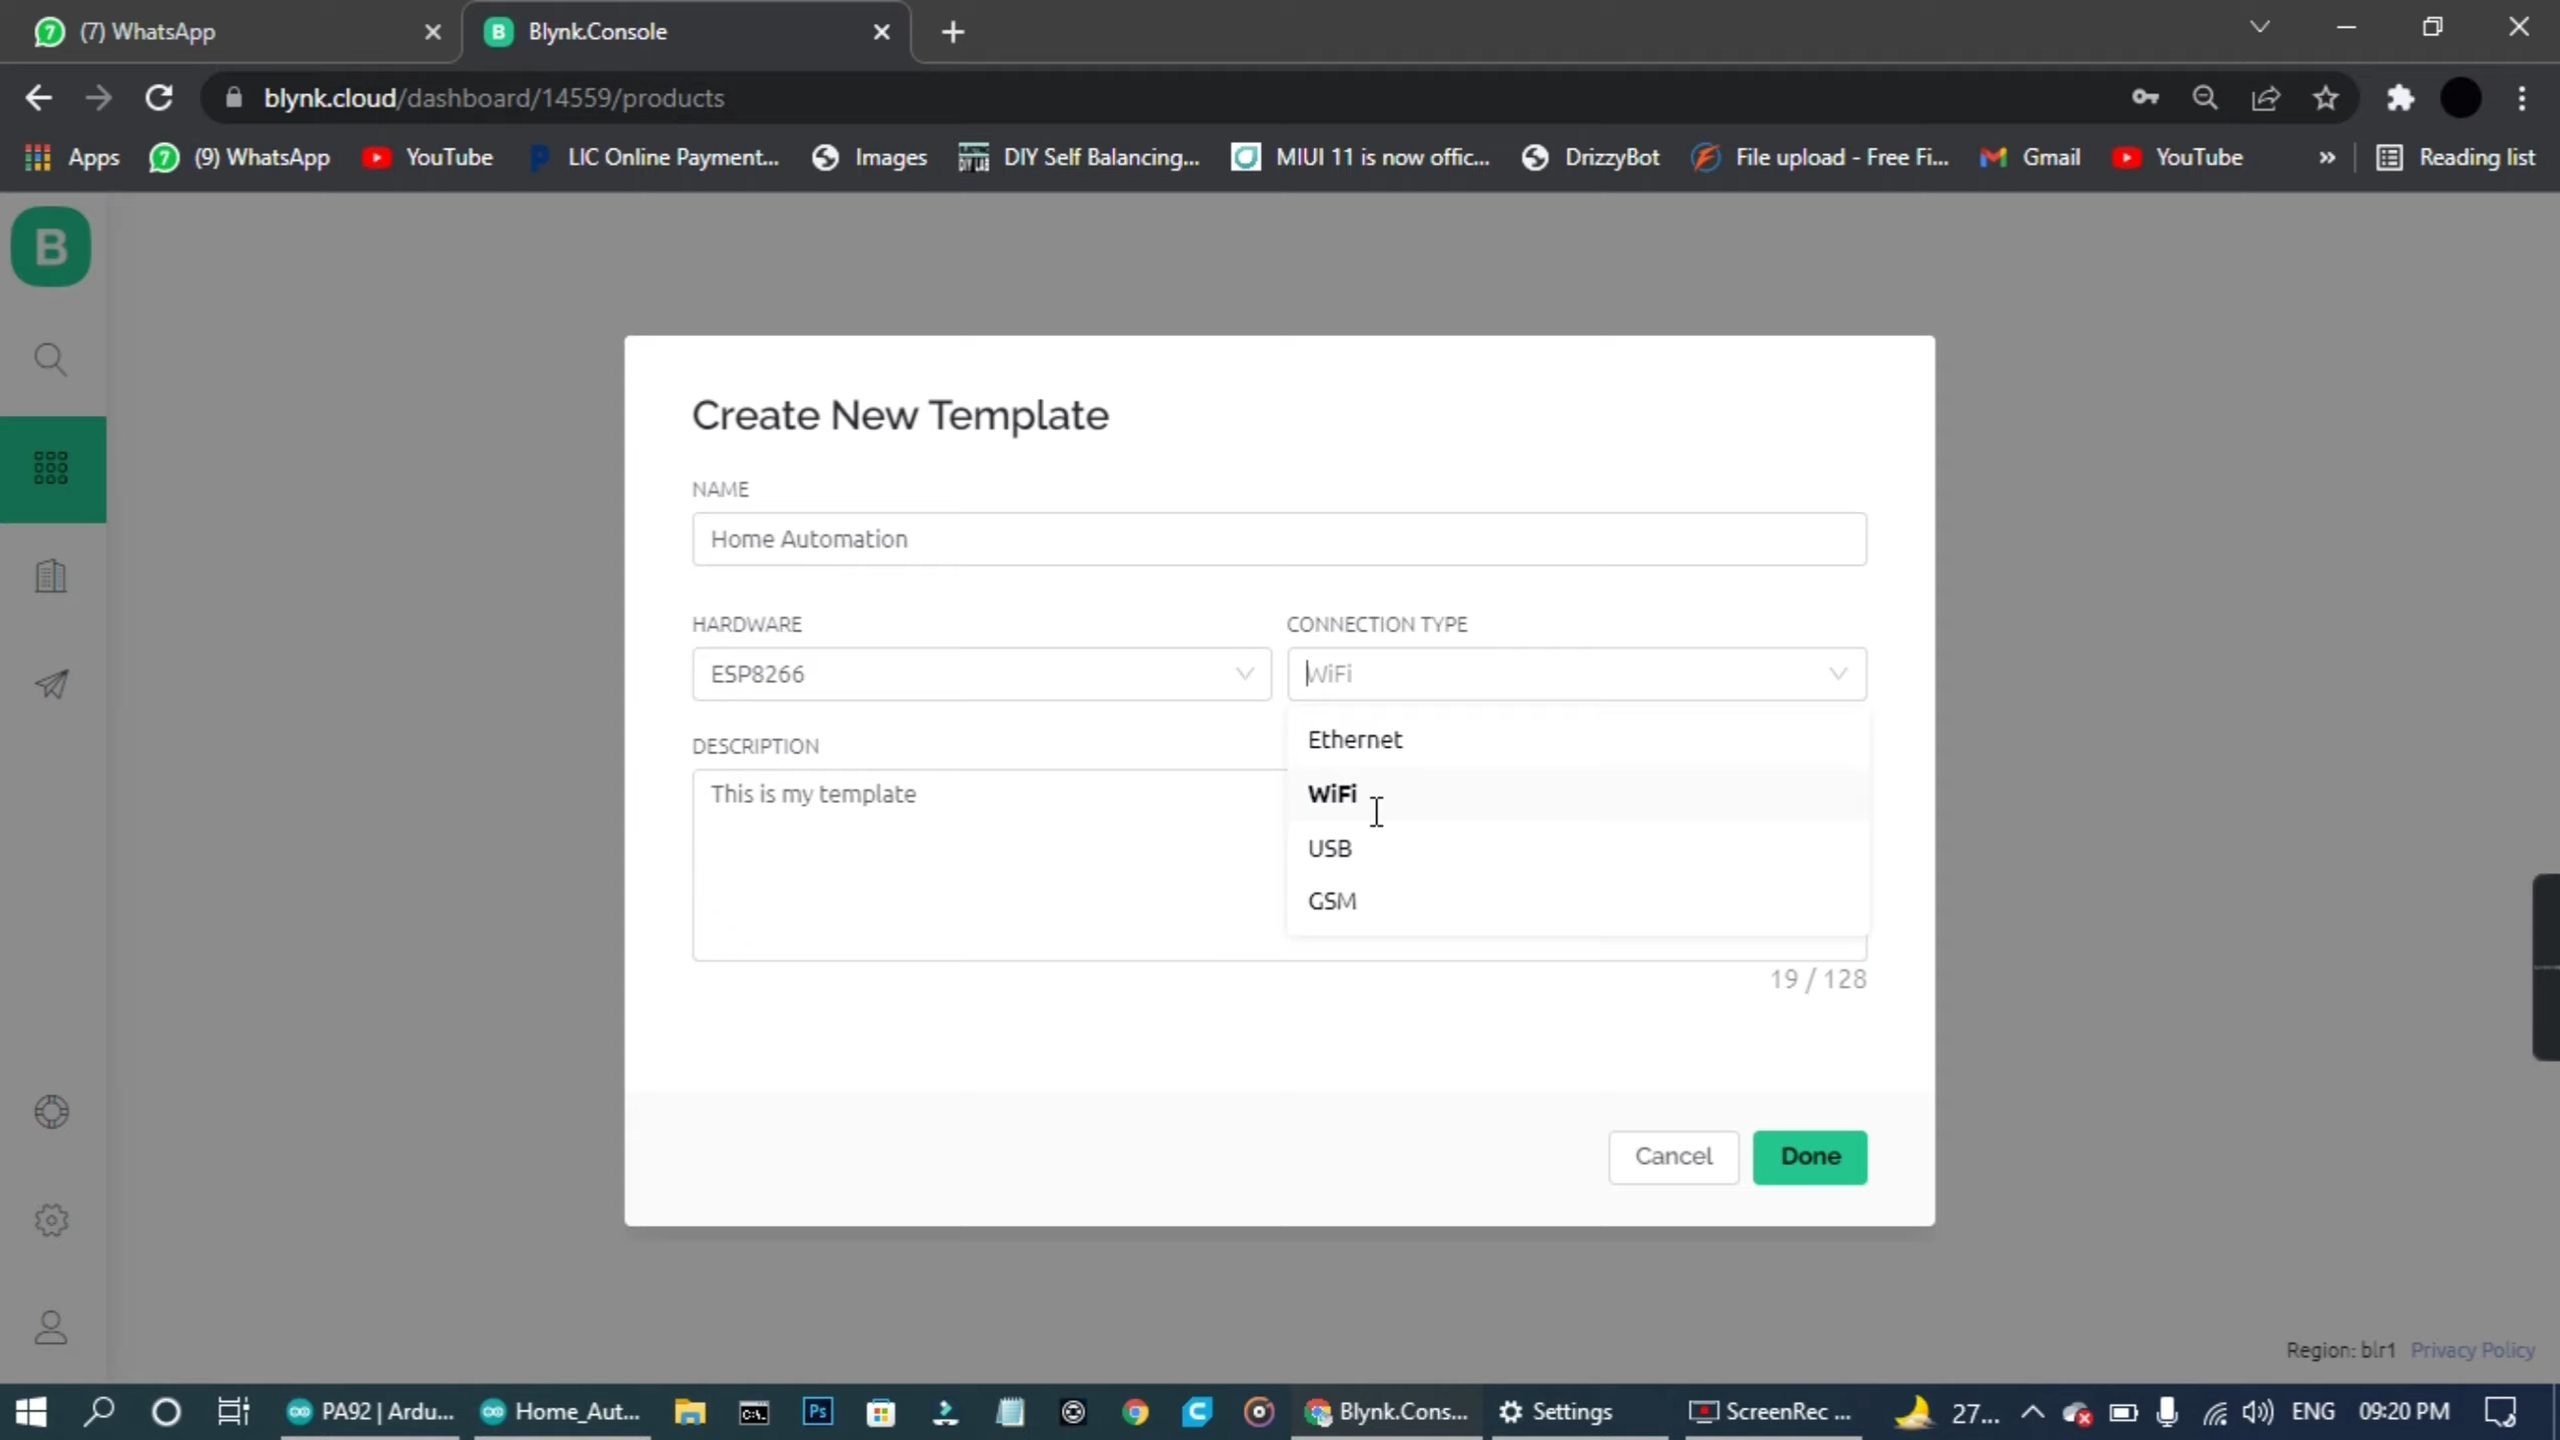 (7) WhatsApp
Blynk.Console
blynk.cloud/dashboard/14559/products
Apps
(9) WhatsApp
YouTube
LIC Online Payment...
Images
DIY Self Balancing...
MIUI 11 is now offic...
DrizzyBot
File upload - Free Fi...
Gmail
YouTube
»
Reading list
B
Create New Template
NAME
Home Automation
HARDWARE
CONNECTION TYPE
ESP8266
WiFi
Ethernet
WiFi
USB
GSM
DESCRIPTION
This is my template
19 / 128
Cancel
Done
Region: blr1 Privacy Policy
PA92 | Ardu...
Home_Aut...
Ps
Blynk.Cons...
Settings
ScreenRec ...
27...
ENG
09:20 PM